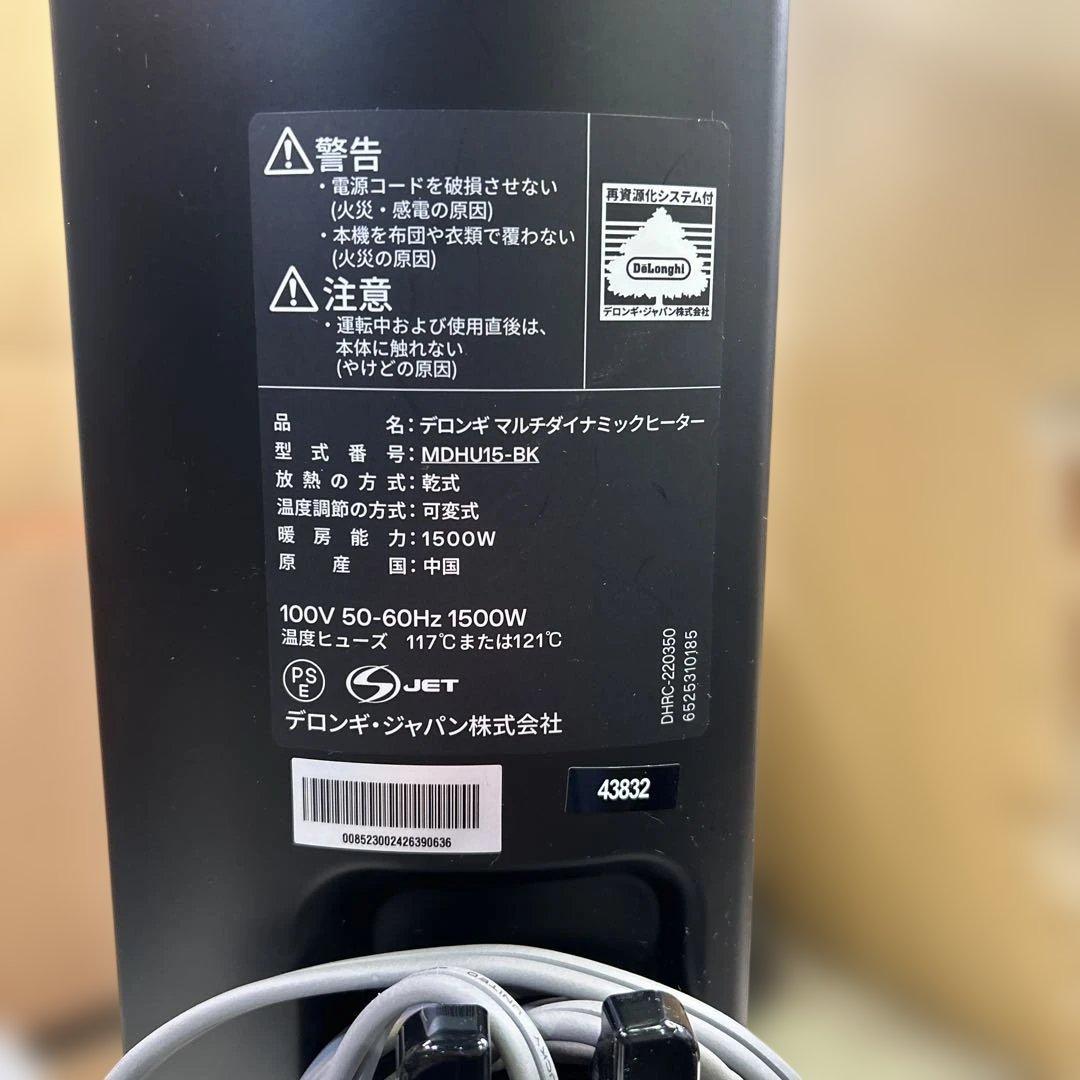 警告
・電源コードを破損させない
(火災・感電の原因)
・本機を布団や衣類で覆わない
(火災の原因)
注意
・運転中および使用直後は、
本体に触れない
(やけどの原因)
再資源化システム付
DeLonghi
デロンギ・ジャパン株式会社
品名：デロンギ マルチダイナミックヒーター
型式番号：MDHU15-BK
放熱の方式：乾式
温度調節の方式：可変式
暖房能力：1500W
原産国：中国
100V 50-60Hz 1500W
温度ヒューズ 117℃または121℃
PS
E
JET
デロンギ・ジャパン株式会社
DHRC-220350
6525310185
008523002426390636
43832
UNITED